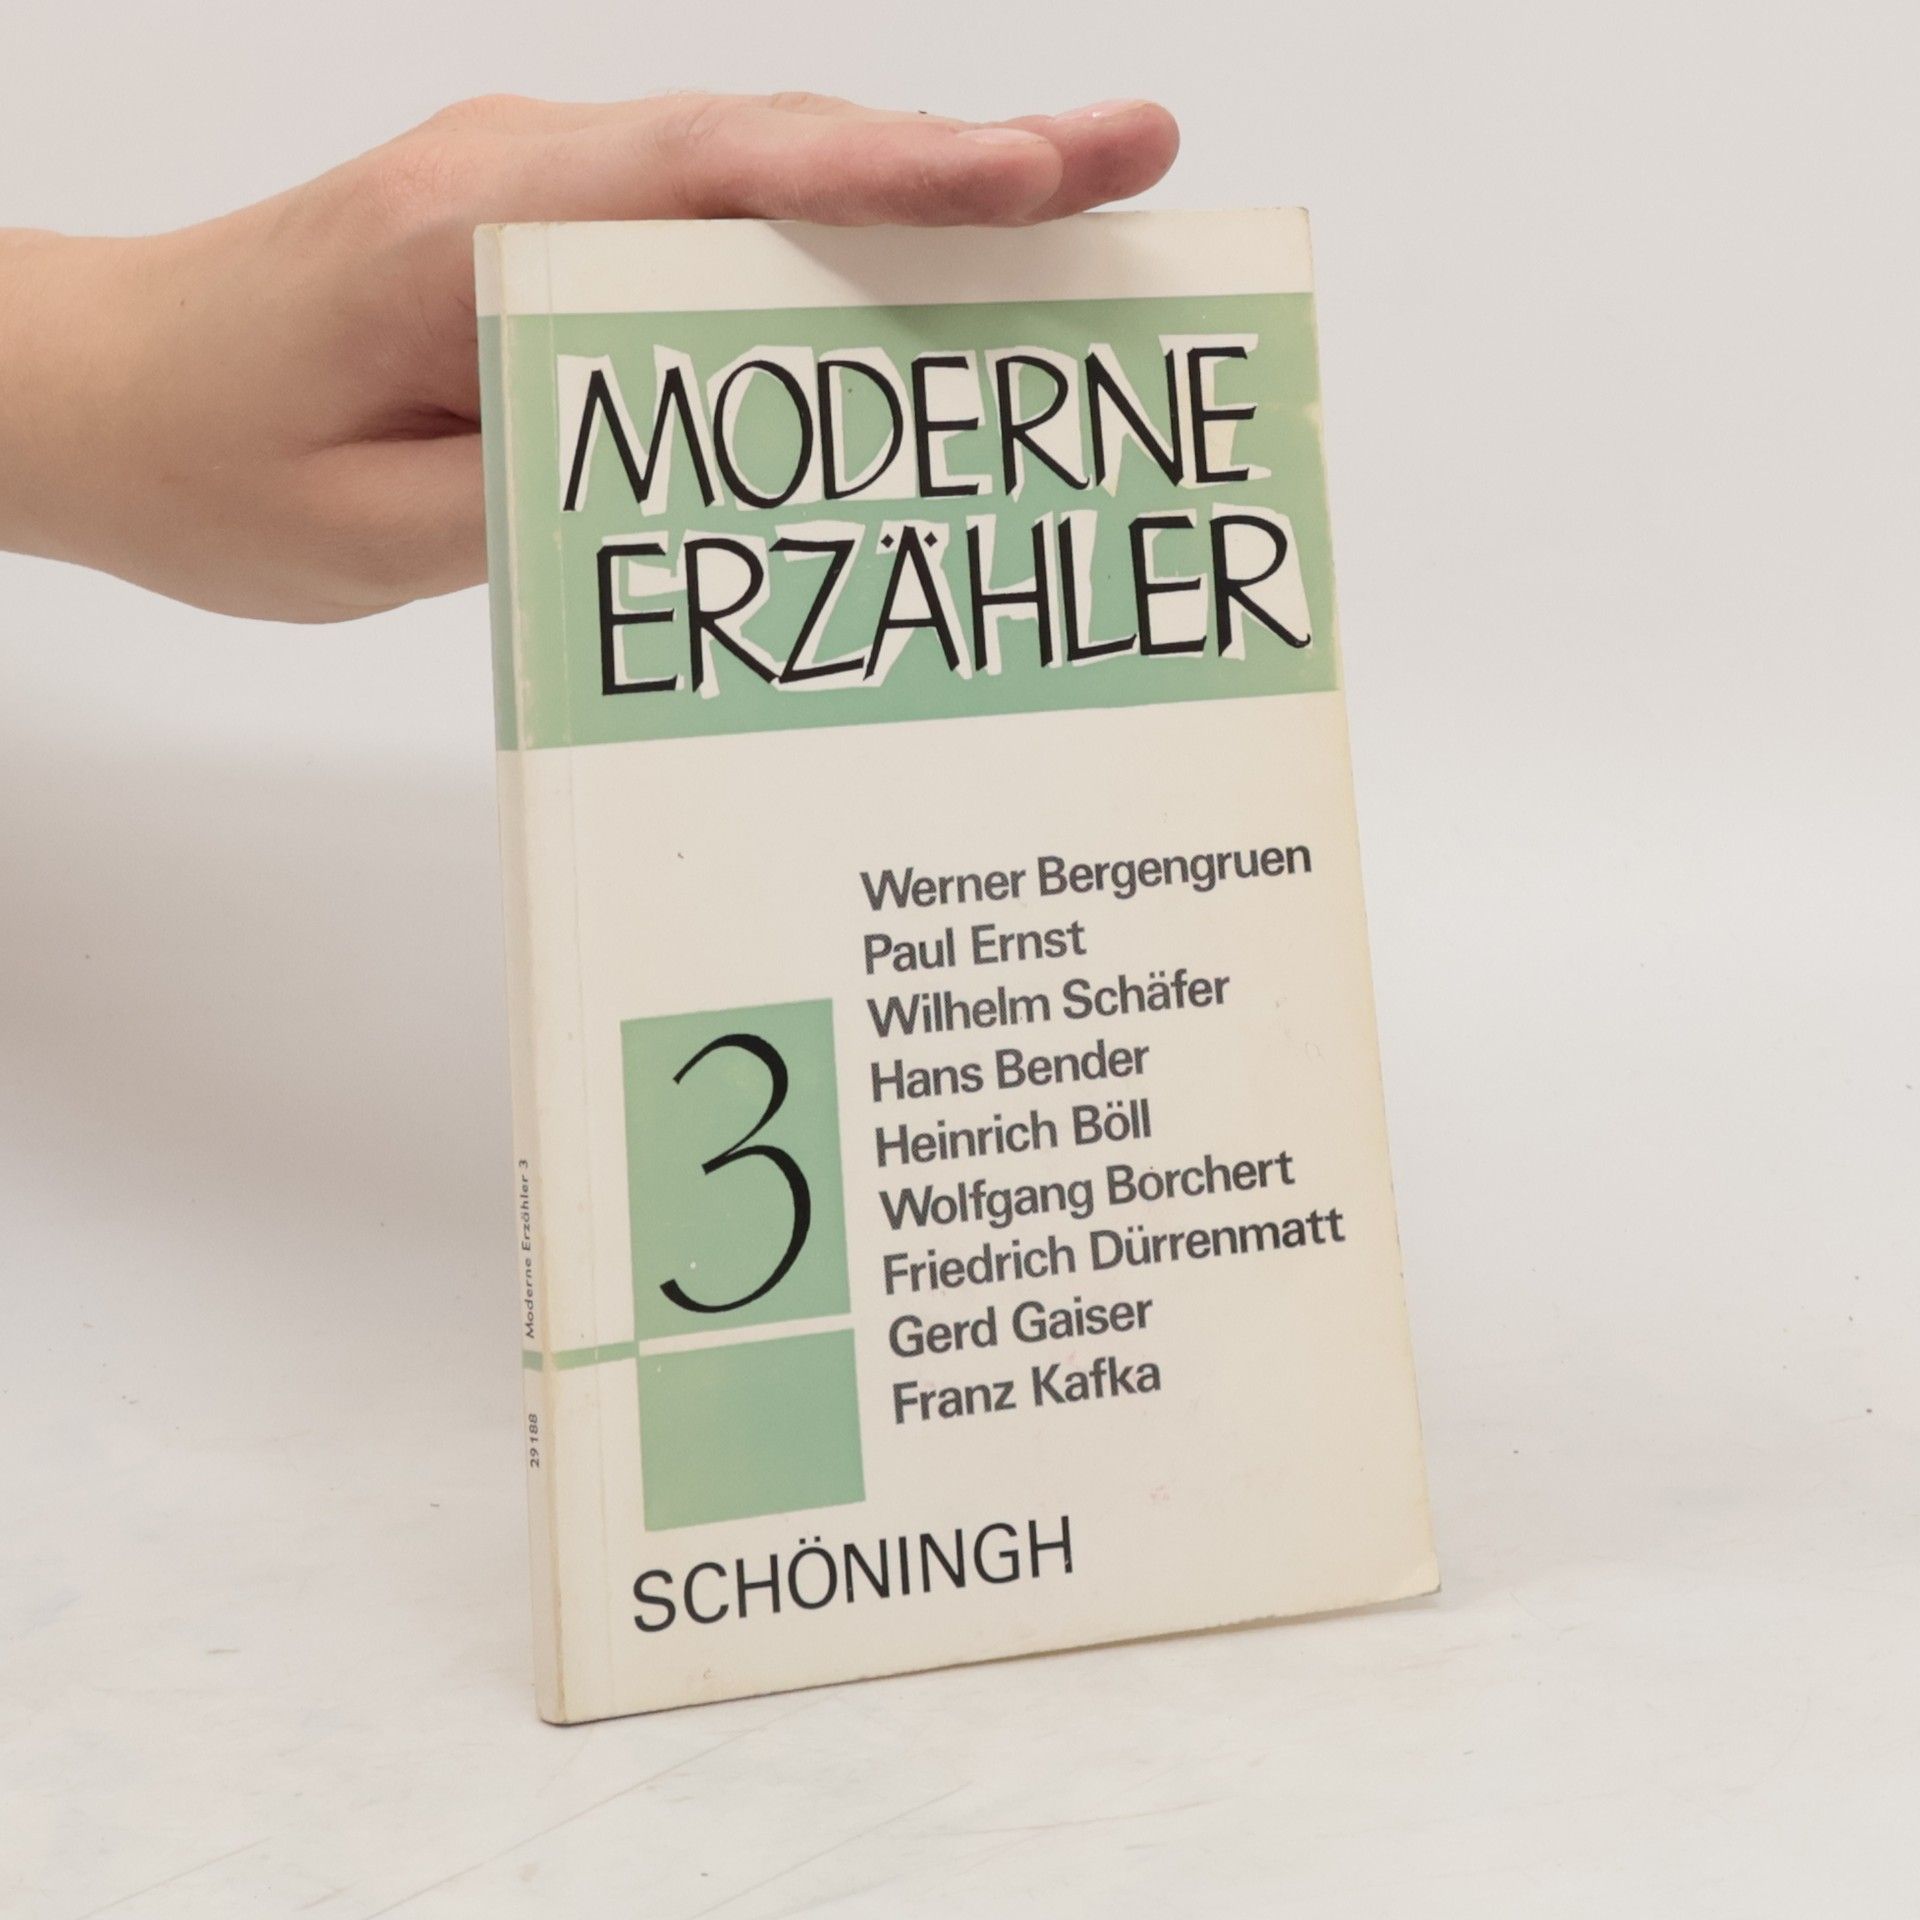 MODERNE
ERZÄHLER
Werner Bergengruen
Paul Ernst
Wilhelm Schäfer
Hans Bender
Heinrich Böll
Wolfgang Borchert
Friedrich Dürrenmatt
Gerd Gaiser
Franz Kafka
3
SCHÖNINGH
Moderne Erzähler 3
29188